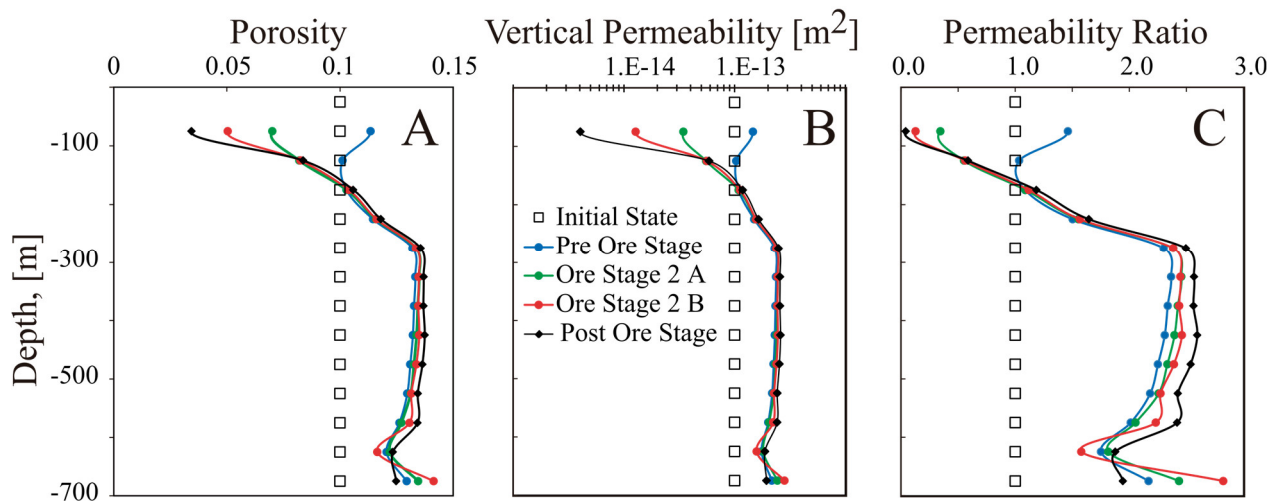 Porosity
Vertical Permeability [m2]
Permeability Ratio
0 0.05 0.1 0.15
1.E-14 1.E-13
0.0 1.0 2.0 3.0
A
B
C
-100
-300
-500
-700
Depth, [m]
Initial State
Pre Ore Stage
Ore Stage 2 A
Ore Stage 2 B
Post Ore Stage